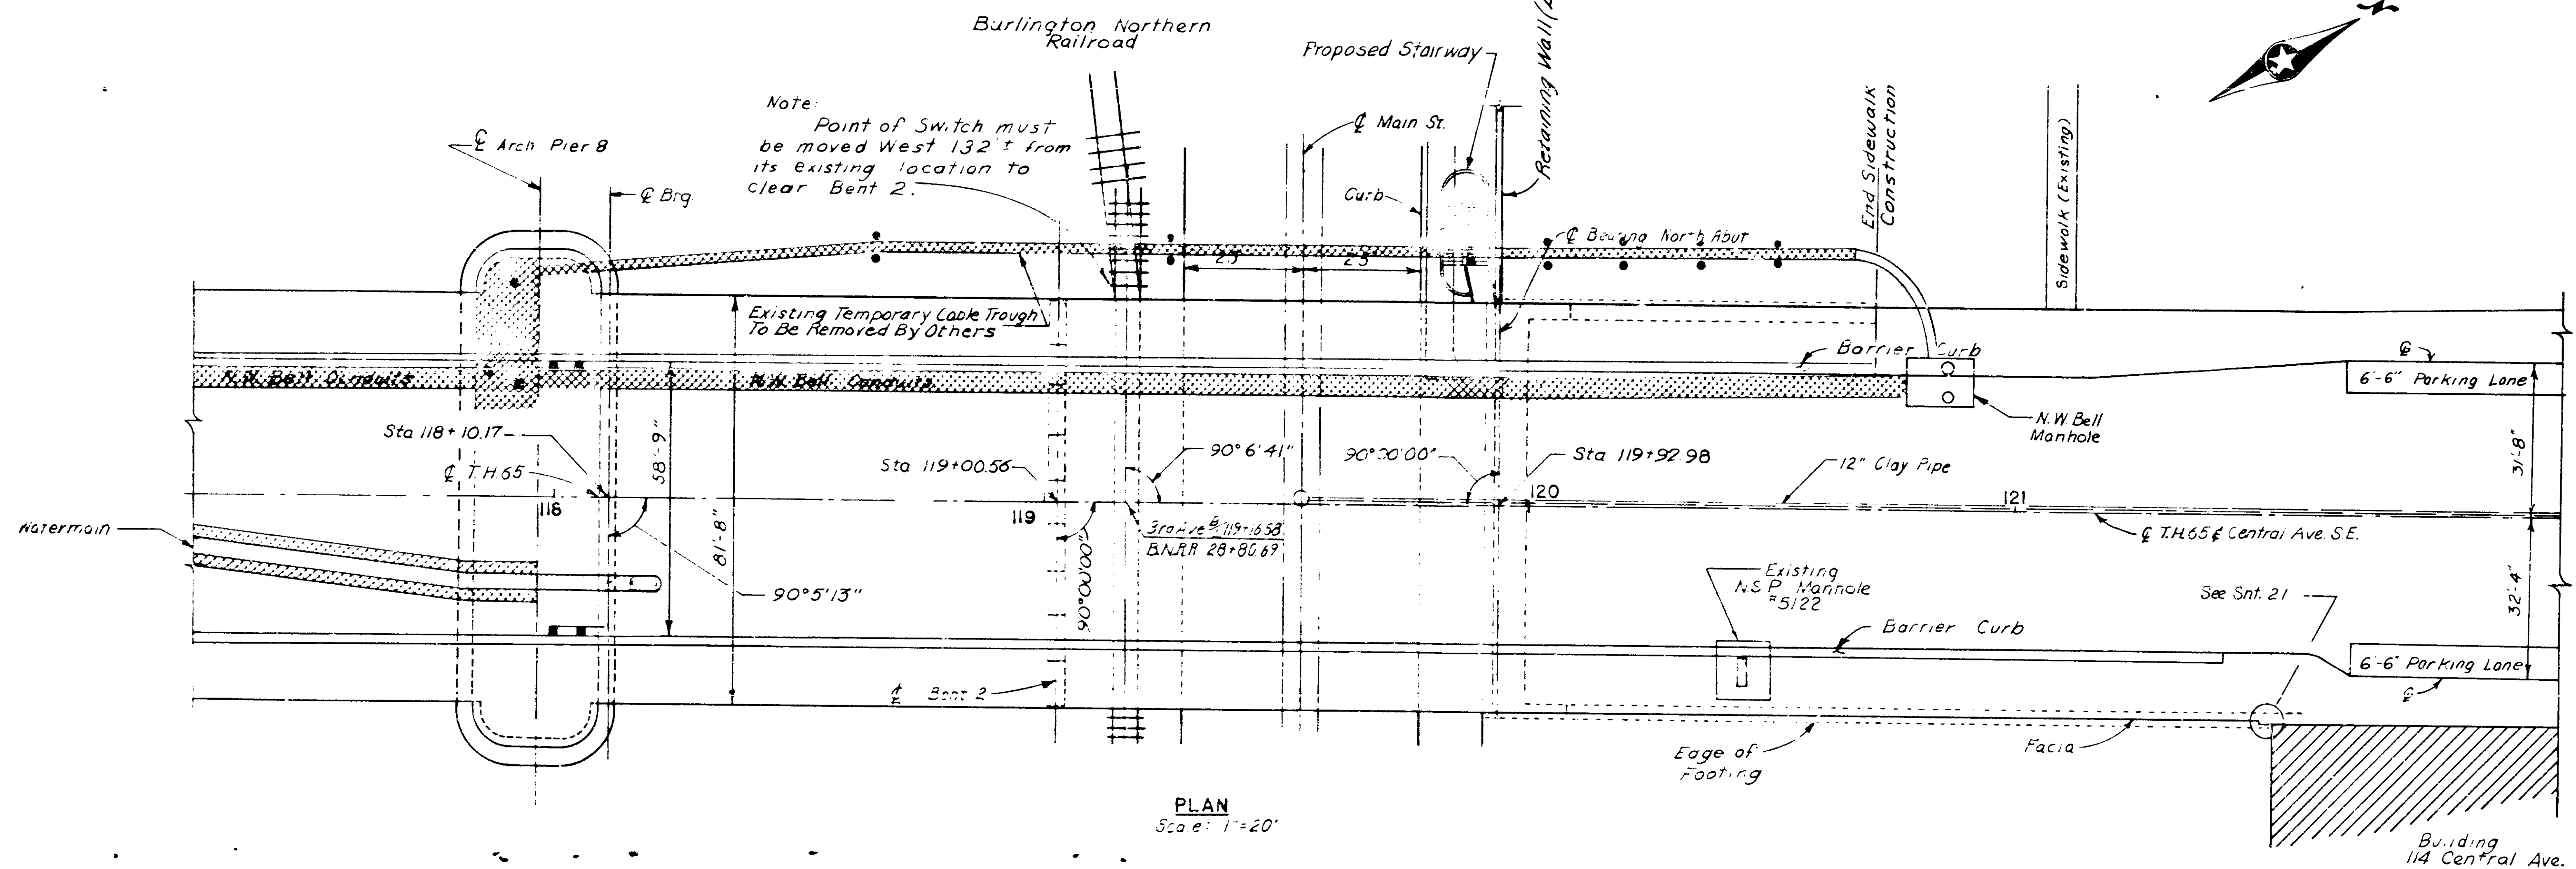 Burlington Northern
Railroad
Proposed Stairway
Retaining Wall
Note:
Point of Switch must
be moved West 132'± from
its existing location to
clear Bent 2.
℄ Arch Pier 8
℄ Brg.
℄ Main St.
Curb
End Sidewalk
Construction
Sidewalk (Existing)
℄ Bearing North Abut
Existing Temporary Cable Trough
To Be Removed By Others
Barrier Curb
N.W. Bell Conduits
N.W. Bell Conduits
℄
6'-6" Parking Lane
N.W. Bell
Manhole
Sta 118+10.17
℄ T.H.65
58'-9"
81'-8"
Sta 119+00.56
90°6'41"
90°00'00"
Sta 119+92.98
12" Clay Pipe
31'-8"
118
119
120
121
Watermain
90°5'13"
90°00'00"
3rd Ave 119+16.58
B.N.R.R. 28+80.69
℄ T.H.65 & Central Ave. S.E.
Existing
N.S.P. Manhole
#5122
See Sht. 21
32'-4"
Barrier Curb
6'-6" Parking Lane
℄
℄ Bent 2
Edge of
Footing
Facia
PLAN
Scale: 1"=20'
Building
114 Central Ave.